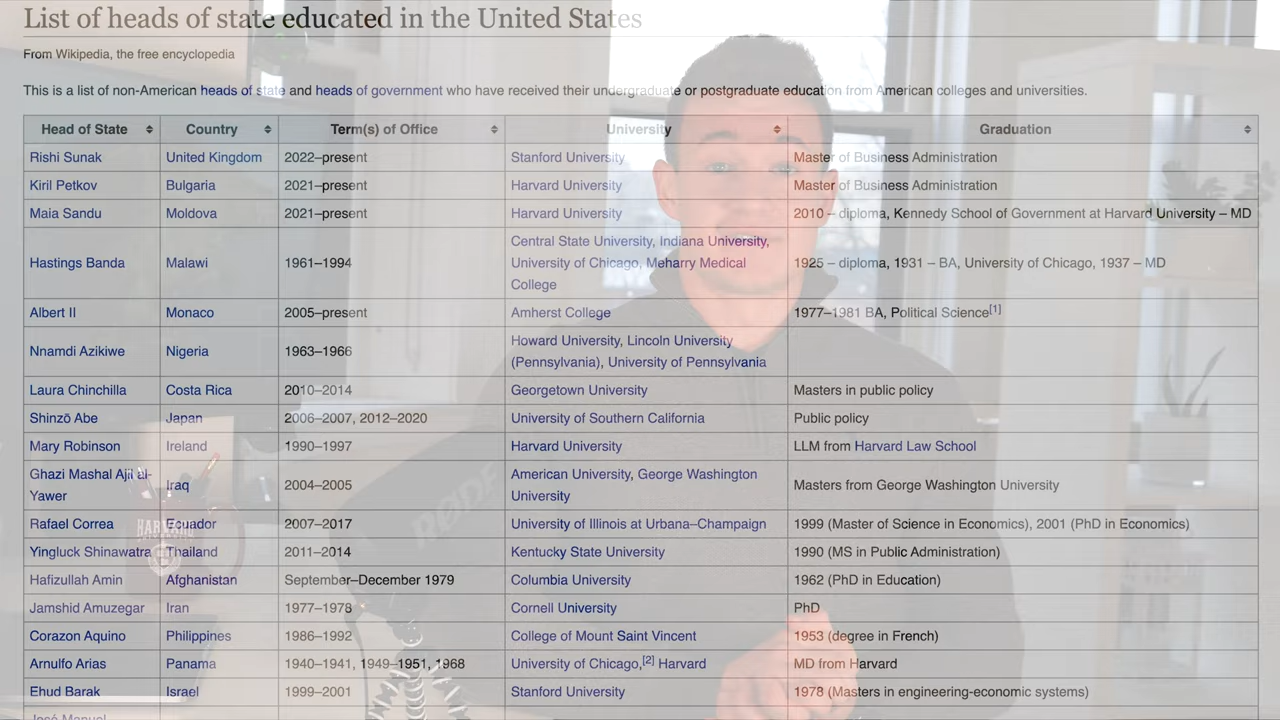 List of heads of state educated in the United States
From Wikipedia, the free encyclopedia
This is a list of non-American heads of state and heads of government who have received their undergraduate or postgraduate education from American colleges and universities.
Head of State Country Term(s) of Office University Graduation
Rishi Sunak United Kingdom 2022–present Stanford University Master of Business Administration
Kiril Petkov Bulgaria 2021–present Harvard University Master of Business Administration
Maia Sandu Moldova 2021–present Harvard University 2010 – diploma, Kennedy School of Government at Harvard University – MD
Hastings Banda Malawi 1961–1994 Central State University, Indiana University,
University of Chicago, Meharry Medical
College 1925 – diploma, 1931 – BA, University of Chicago, 1937 – MD
Albert II Monaco 2005–present Amherst College 1977–1981 BA, Political Science[1]
Nnamdi Azikiwe Nigeria 1963–1966 Howard University, Lincoln University
(Pennsylvania), University of Pennsylvania
Laura Chinchilla Costa Rica 2010–2014 Georgetown University Masters in public policy
Shinzō Abe Japan 2006–2007, 2012–2020 University of Southern California Public policy
Mary Robinson Ireland 1990–1997 Harvard University LLM from Harvard Law School
Ghazi Mashal Ajil al-
Yawer Iraq 2004–2005 American University, George Washington
University Masters from George Washington University
Rafael Correa Ecuador 2007–2017 University of Illinois at Urbana–Champaign 1999 (Master of Science in Economics), 2001 (PhD in Economics)
Yingluck Shinawatra Thailand 2011–2014 Kentucky State University 1990 (MS in Public Administration)
Hafizullah Amin Afghanistan September–December 1979 Columbia University 1962 (PhD in Education)
Jamshid Amuzegar Iran 1977–1978 Cornell University PhD
Corazon Aquino Philippines 1986–1992 College of Mount Saint Vincent 1953 (degree in French)
Arnulfo Arias Panama 1940–1941, 1949–1951, 1968 University of Chicago,[2] Harvard MD from Harvard
Ehud Barak Israel 1999–2001 Stanford University 1978 (Masters in engineering-economic systems)
José Manuel
RØDE
HARVARD